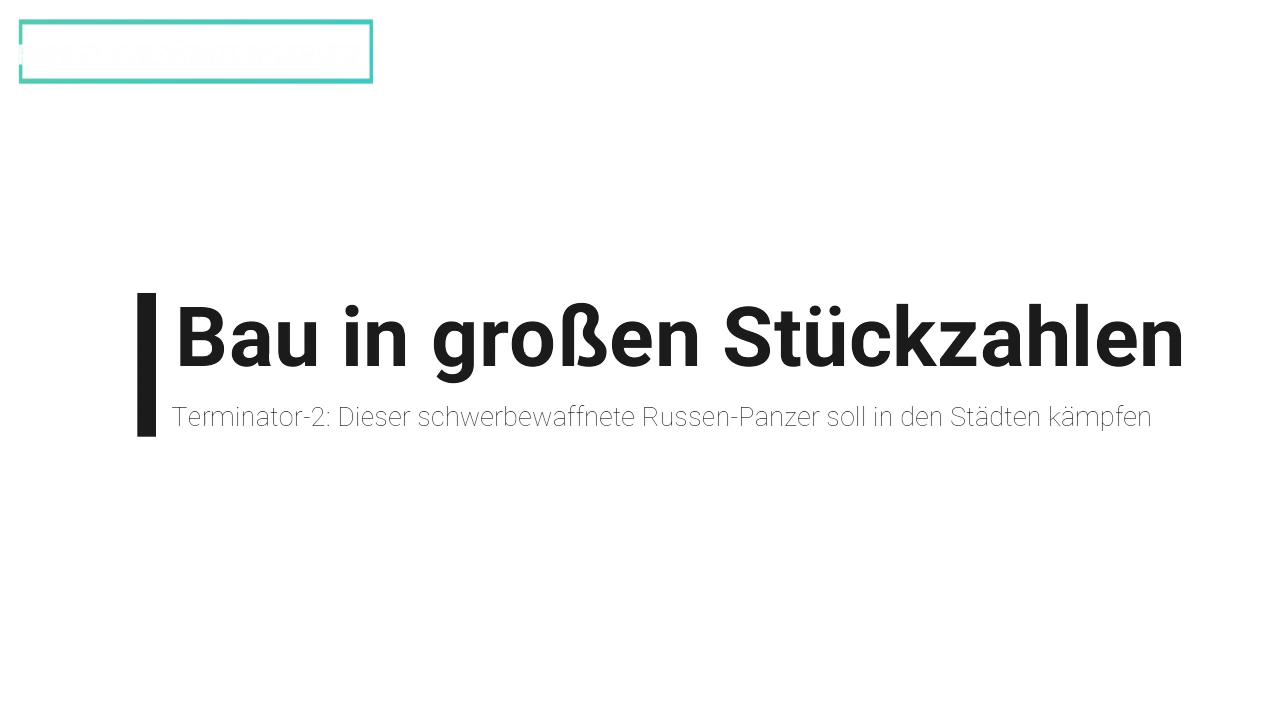 Bau in großen Stückzahlen
Terminator-2: Dieser schwerbewaffnete Russen-Panzer soll in den Städten kämpfen